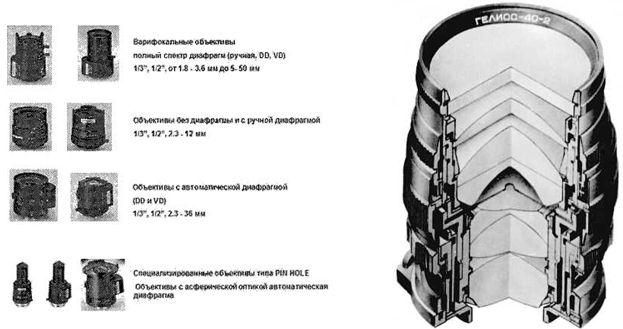 Варифокальные объективы
полный спектр диафрагм (ручная, DD, VD)
1/3", 1/2", от 1.8 - 3.6 мм до 5- 50 мм
ГЕЛИОС-40-2
Объективы без диафрагмы и с ручной диафрагмой
1/3", 1/2", 2.3 - 12 мм
Объективы с автоматической диафрагмой
(DD и VD)
1/3", 1/2", 2.3 - 36 мм
Специализированные объективы типа PIN HOLE
Объективы с асферической оптикой автоматическая
диафрагма